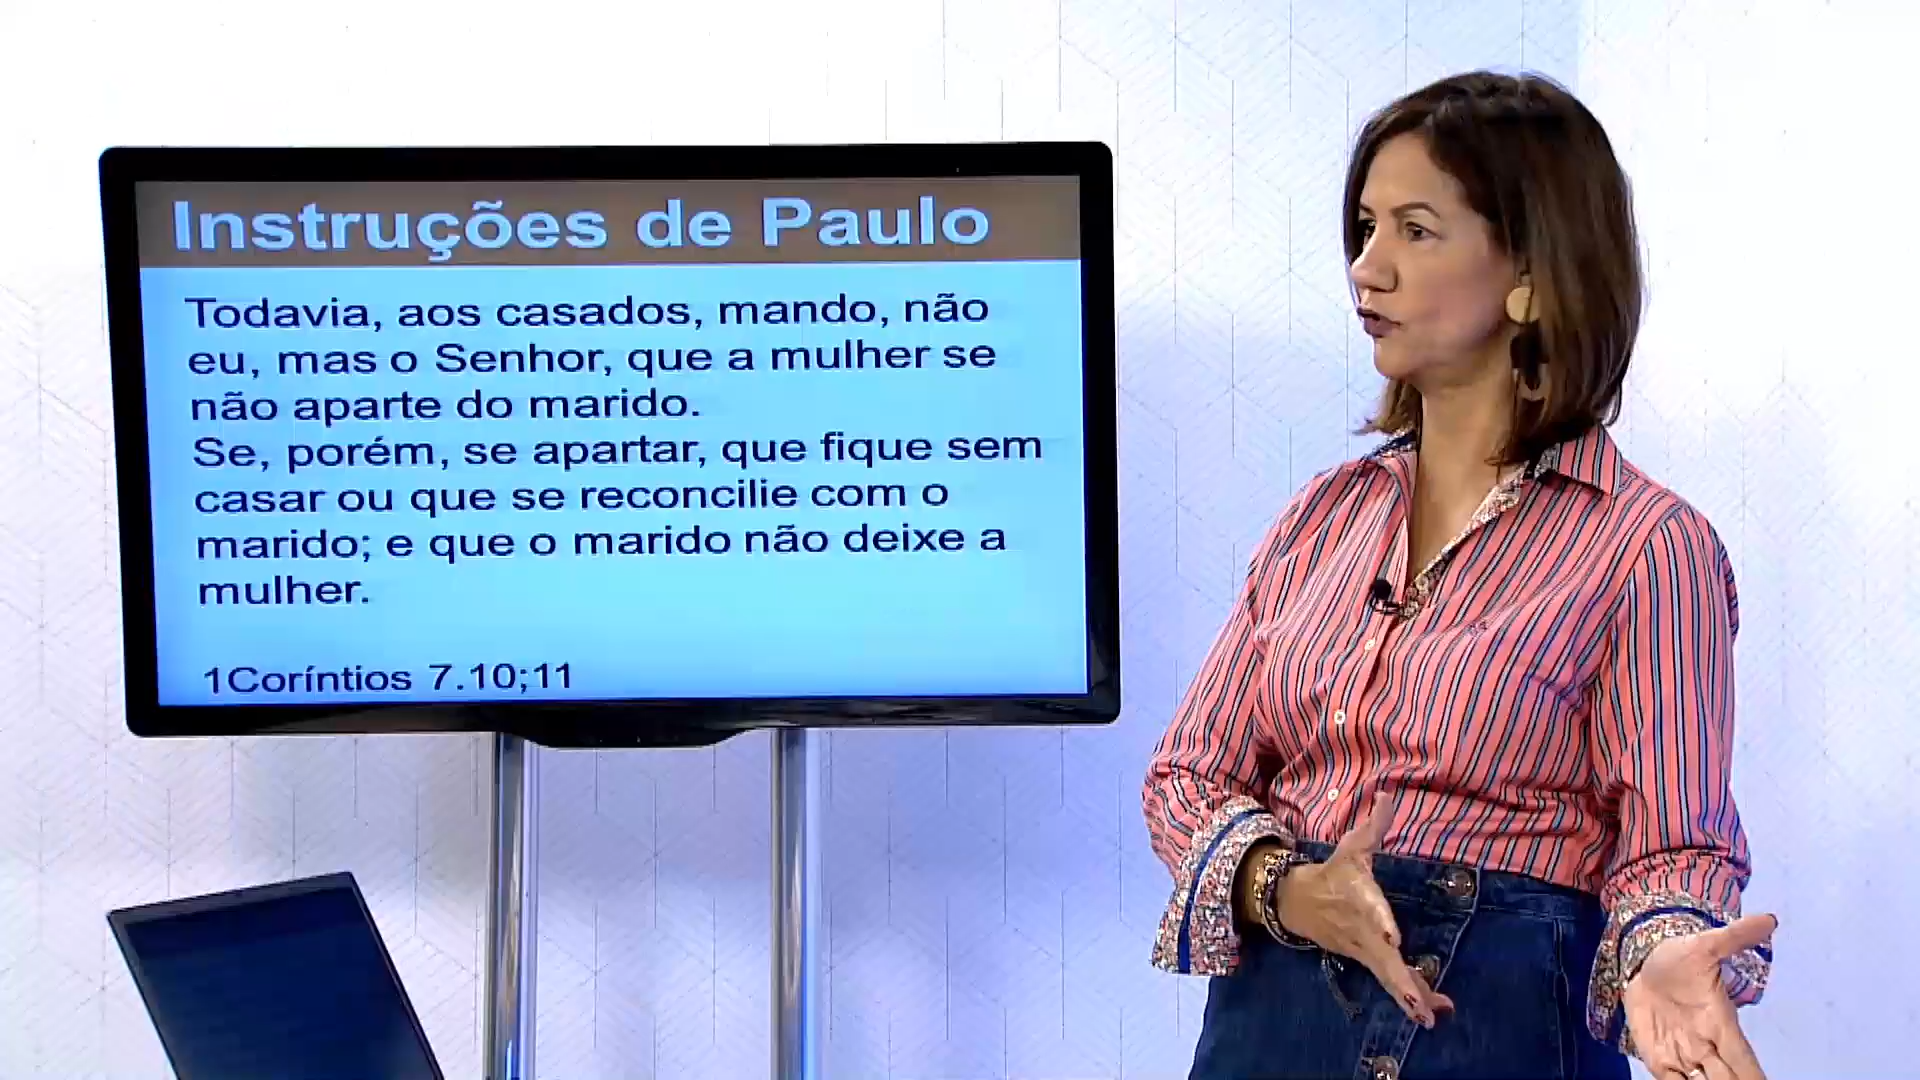 Instruções de Paulo
Todavia, aos casados, mando, não
eu, mas o Senhor, que a mulher se
não aparte do marido.
Se, porém, se apartar, que fique sem
casar ou que se reconcilie com o
marido; e que o marido não deixe a
mulher.
1Coríntios 7.10;11